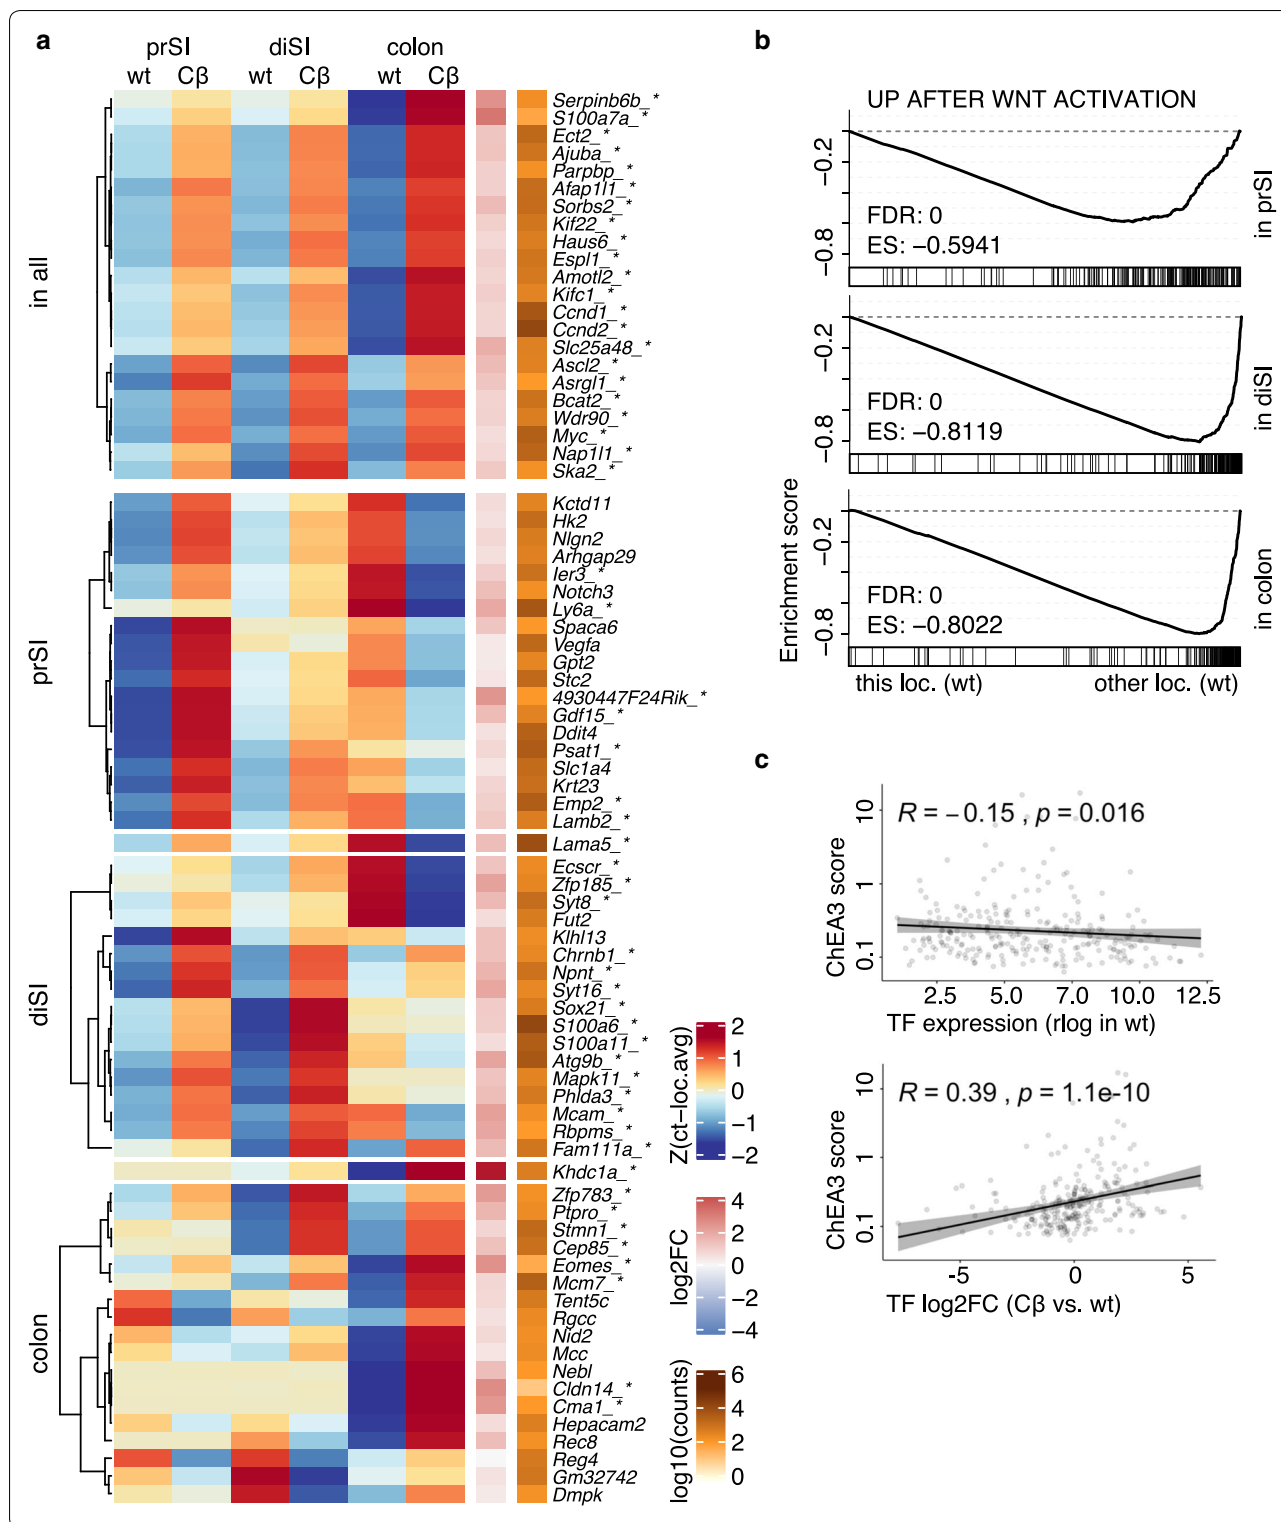 a
prSI diSI colon
wt Cβ wt Cβ wt Cβ
in all
Serpinb6b_*
S100a7a_*
Ect2_*
Ajuba_*
Parpbp_*
Afap1l1_*
Sorbs2_*
Kif22_*
Haus6_*
Espl1_*
Amotl2_*
Kifc1_*
Ccnd1_*
Ccnd2_*
Slc25a48_*
Ascl2_*
Asrgl1_*
Bcat2_*
Wdr90_*
Myc_*
Nap1l1_*
Ska2_*
prSI
Kctd11
Hk2
Nlgn2
Arhgap29
Ier3_*
Notch3
Ly6a_*
Spaca6
Vegfa
Gpt2
Stc2
4930447F24Rik_*
Gdf15_*
Ddit4
Psat1_*
Slc1a4
Krt23
Emp2_*
Lamb2_*
Lama5_*
diSI
Ecscr_*
Zfp185_*
Syt8_*
Fut2
Klhl13
Chrnb1_*
Npnt_*
Syt16_*
Sox21_*
S100a6_*
S100a11_*
Atg9b_*
Mapk11_*
Phlda3_*
Mcam_*
Rbpms_*
Fam111a_*
Khdc1a_*
colon
Zfp783_*
Ptpro_*
Stmn1_*
Cep85_*
Eomes_*
Mcm7_*
Tent5c
Rgcc
Nid2
Mcc
Nebl
Cldn14_*
Cma1_*
Hepacam2
Rec8
Reg4
Gm32742
Dmpk
Z(ct-loc.avg)
2
1
0
−1
−2
log2FC
4
2
0
−2
−4
log10(counts)
6
4
2
0
b
UP AFTER WNT ACTIVATION
−0.2
−0.8
FDR: 0
ES: −0.5941
in prSI
−0.2
−0.8
FDR: 0
ES: −0.8119
in diSI
Enrichment score
−0.2
−0.8
FDR: 0
ES: −0.8022
in colon
this loc. (wt) other loc. (wt)
c
R = −0.15 , p = 0.016
ChEA3 score
10
1
0.1
2.5 5.0 7.0 10.0 12.5
TF expression (rlog in wt)
R = 0.39 , p = 1.1e-10
ChEA3 score
10
1
0.1
-5 0 5
TF log2FC (Cβ vs. wt)